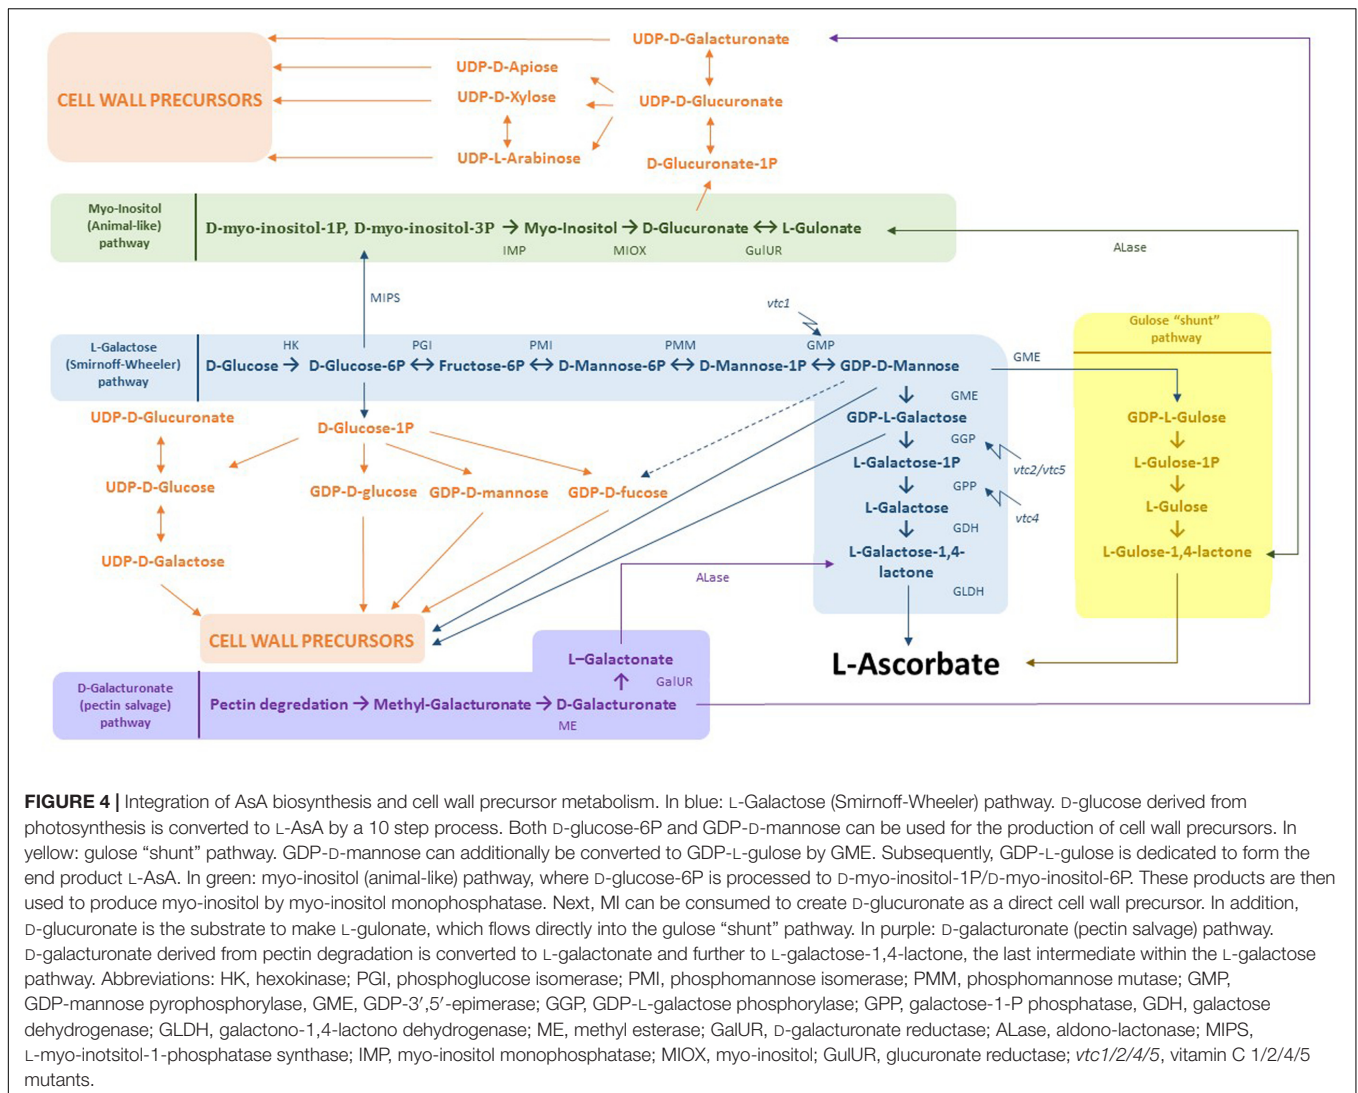 UDP-D-Galacturonate
UDP-D-Apiose
CELL WALL PRECURSORS
UDP-D-Xylose
UDP-D-Glucuronate
UDP-L-Arabinose
D-Glucuronate-1P
Myo-Inositol
(Animal-like)
pathway
D-myo-inositol-1P, D-myo-inositol-3P → Myo-Inositol → D-Glucuronate ↔ L-Gulonate
IMP MIOX GulUR
ALase
MIPS
vtc1
Gulose “shunt”
pathway
L-Galactose
(Smirnoff-Wheeler)
pathway
HK PGI PMI PMM GMP
GME
D-Glucose → D-Glucose-6P ↔ Fructose-6P ↔ D-Mannose-6P ↔ D-Mannose-1P ↔ GDP-D-Mannose
GME
UDP-D-Glucuronate
D-Glucose-1P
GDP-L-Galactose
GDP-L-Gulose
GGP
L-Galactose-1P
L-Gulose-1P
vtc2/vtc5
UDP-D-Glucose
GDP-D-glucose
GDP-D-mannose
GDP-D-fucose
GPP
L-Galactose
L-Gulose
vtc4
GDH
UDP-D-Galactose
L-Galactose-1,4-
lactone
L-Gulose-1,4-lactone
ALase
GLDH
CELL WALL PRECURSORS
L-Ascorbate
L–Galactonate
GalUR
D-Galacturonate
(pectin salvage)
pathway
Pectin degredation → Methyl-Galacturonate → D-Galacturonate
ME
FIGURE 4 | Integration of AsA biosynthesis and cell wall precursor metabolism. In blue: L-Galactose (Smirnoff-Wheeler) pathway. D-glucose derived from
photosynthesis is converted to L-AsA by a 10 step process. Both D-glucose-6P and GDP-D-mannose can be used for the production of cell wall precursors. In
yellow: gulose “shunt” pathway. GDP-D-mannose can additionally be converted to GDP-L-gulose by GME. Subsequently, GDP-L-gulose is dedicated to form the
end product L-AsA. In green: myo-inositol (animal-like) pathway, where D-glucose-6P is processed to D-myo-inositol-1P/D-myo-inositol-6P. These products are then
used to produce myo-inositol by myo-inositol monophosphatase. Next, MI can be consumed to create D-glucuronate as a direct cell wall precursor. In addition,
D-glucuronate is the substrate to make L-gulonate, which flows directly into the gulose “shunt” pathway. In purple: D-galacturonate (pectin salvage) pathway.
D-galacturonate derived from pectin degradation is converted to L-galactonate and further to L-galactose-1,4-lactone, the last intermediate within the L-galactose
pathway. Abbreviations: HK, hexokinase; PGI, phosphoglucose isomerase; PMI, phosphomannose isomerase; PMM, phosphomannose mutase; GMP,
GDP-mannose pyrophosphorylase, GME, GDP-3′,5′-epimerase; GGP, GDP-L-galactose phosphorylase; GPP, galactose-1-P phosphatase, GDH, galactose
dehydrogenase; GLDH, galactono-1,4-lactono dehydrogenase; ME, methyl esterase; GalUR, D-galacturonate reductase; ALase, aldono-lactonase; MIPS,
L-myo-inotsitol-1-phosphatase synthase; IMP, myo-inositol monophosphatase; MIOX, myo-inositol; GulUR, glucuronate reductase; vtc1/2/4/5, vitamin C 1/2/4/5
mutants.